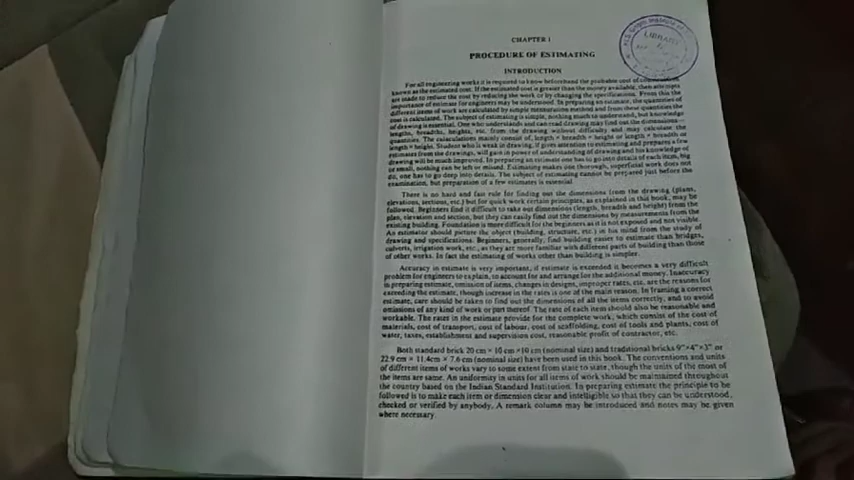 CHAPTER 1
PROCEDURE OF ESTIMATING
INTRODUCTION
LIBRARY
For all engineering works it is required to know beforehand the probable cost of construction
known as the estimated cost. If the estimated cost is greater than the money available, then attempts
are made to reduce the cost by reducing the work or by changing the specifications. From this the
importance of estimate for engineers may be understood. In preparing an estimate, the quantities of
different items of work are calculated by simple mensuration method and from these quantities the
cost is calculated. The subject of estimating is simple, nothing much to understand, but knowledge
of drawing is essential. One who understands and can read drawing may find out the dimensions—
lengths, breadths, heights, etc. from the drawing without difficulty and may calculate the
quantities. The calculations mainly consist of, length × breadth × height or length × breadth or
length × height. Student who is weak in drawing, if gives attention to estimating and prepares a few
estimates from the drawings, will gain in power of understanding of drawing and his knowledge of
drawing will be much improved. In preparing an estimate one has to go into details of each item, big
or small, nothing can be left or missed. Estimating makes one thorough, superficial work does not
do, one has to go deep into details. The subject of estimating cannot be prepared just before the
examination, but preparation of a few estimates is essential.
There is no hard and fast rule for finding out the dimensions from the drawing (plans,
elevations, sections, etc.) but for quick work certain principles, as explained in this book, may be
followed. Beginners find it difficult to take out dimensions (length, breadth and height) from the
plan, elevation and section, but they can easily find out the dimensions by measurements from the
existing building. Foundation is more difficult for the beginners as it is not exposed and not visible.
An estimator should picture the object (building, structure, etc.) in his mind from the study of
drawing and specifications. Beginners, generally, find building easier to estimate than bridges,
culverts, irrigation work, etc., as they are more familiar with different parts of building than those
of other works. In fact the estimating of works other than building is simpler.
Accuracy in estimate is very important, if estimate is exceeded it becomes a very difficult
problem for engineers to explain, to account for and arrange for the additional money. Inaccuracy
in preparing estimate, omission of items, changes in designs, improper rates, etc. are the reasons for
exceeding the estimate, though increase in the rates is one of the main reason. In framing a correct
estimate, care should be taken to find out the dimensions of all the items correctly, and to avoid
omissions of any kind of work or part thereof. The rate of each item should also be reasonable and
workable. The rates in the estimate provide for the complete work, which consist of the cost of
materials, cost of transport, cost of labour, cost of scaffolding, cost of tools and plants, cost of
water, taxes, establishment and supervision cost, reasonable profit of contractor, etc.
Both standard brick 20 cm × 10 cm ×10 cm (nominal size) and traditional bricks 9″×4″×3″ or
22.9 cm × 11.4cm × 7.6 cm (nominal size) have been used in this book. The conventions and units
of different items of works vary to some extent from state to state, though the units of the most of
the items are same. An uniformity in units for all items of work should be maintained throughout
the country based on the Indian Standard Institution. In preparing estimate the principle to be
followed is to make each item or dimension clear and intelligible so that they can be understood,
checked or verified by anybody. A remark column may be introduced and notes may be given
where necessary.